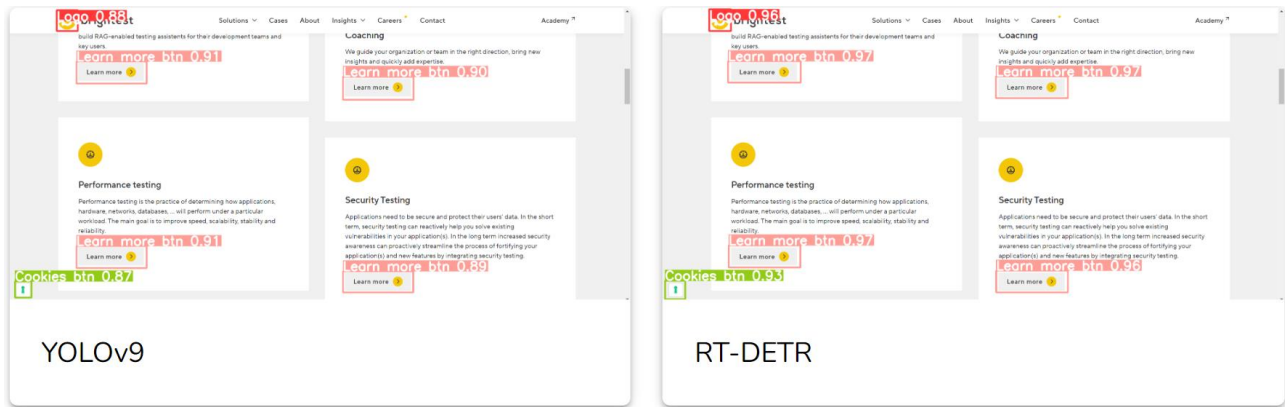 Logo 0.88
brightest
Solutions Cases About Insights Careers Contact Academy
build RAG-enabled testing assistants for their development teams and
key users.
Learn more btn 0.91
Learn more
Coaching
We guide your organization or team in the right direction, bring new
insights and quickly add expertise.
Learn more btn 0.90
Learn more
Performance testing
Performance testing is the practice of determining how applications,
hardware, networks, databases, ... will perform under a particular
workload. The main goal is to improve speed, scalability, stability and
reliability.
Learn more btn 0.91
Learn more
Security Testing
Applications need to be secure and protect their users' data. In the short
term, security testing can reactively help you solve existing
vulnerabilities in your application(s). In the long term increased security
awareness can proactively streamline the process of fortifying your
application(s) and new features by integrating security testing.
Learn more btn 0.89
Learn more
Cookies btn 0.87
YOLOv9
Logo 0.96
brightest
Solutions Cases About Insights Careers Contact Academy
build RAG-enabled testing assistants for their development teams and
key users.
Learn more btn 0.97
Learn more
Coaching
We guide your organization or team in the right direction, bring new
insights and quickly add expertise.
Learn more btn 0.97
Learn more
Performance testing
Performance testing is the practice of determining how applications,
hardware, networks, databases, ... will perform under a particular
workload. The main goal is to improve speed, scalability, stability and
reliability.
Learn more btn 0.97
Learn more
Security Testing
Applications need to be secure and protect their users' data. In the short
term, security testing can reactively help you solve existing
vulnerabilities in your application(s). In the long term increased security
awareness can proactively streamline the process of fortifying your
application(s) and new features by integrating security testing.
Learn more btn 0.96
Learn more
Cookies btn 0.93
RT-DETR